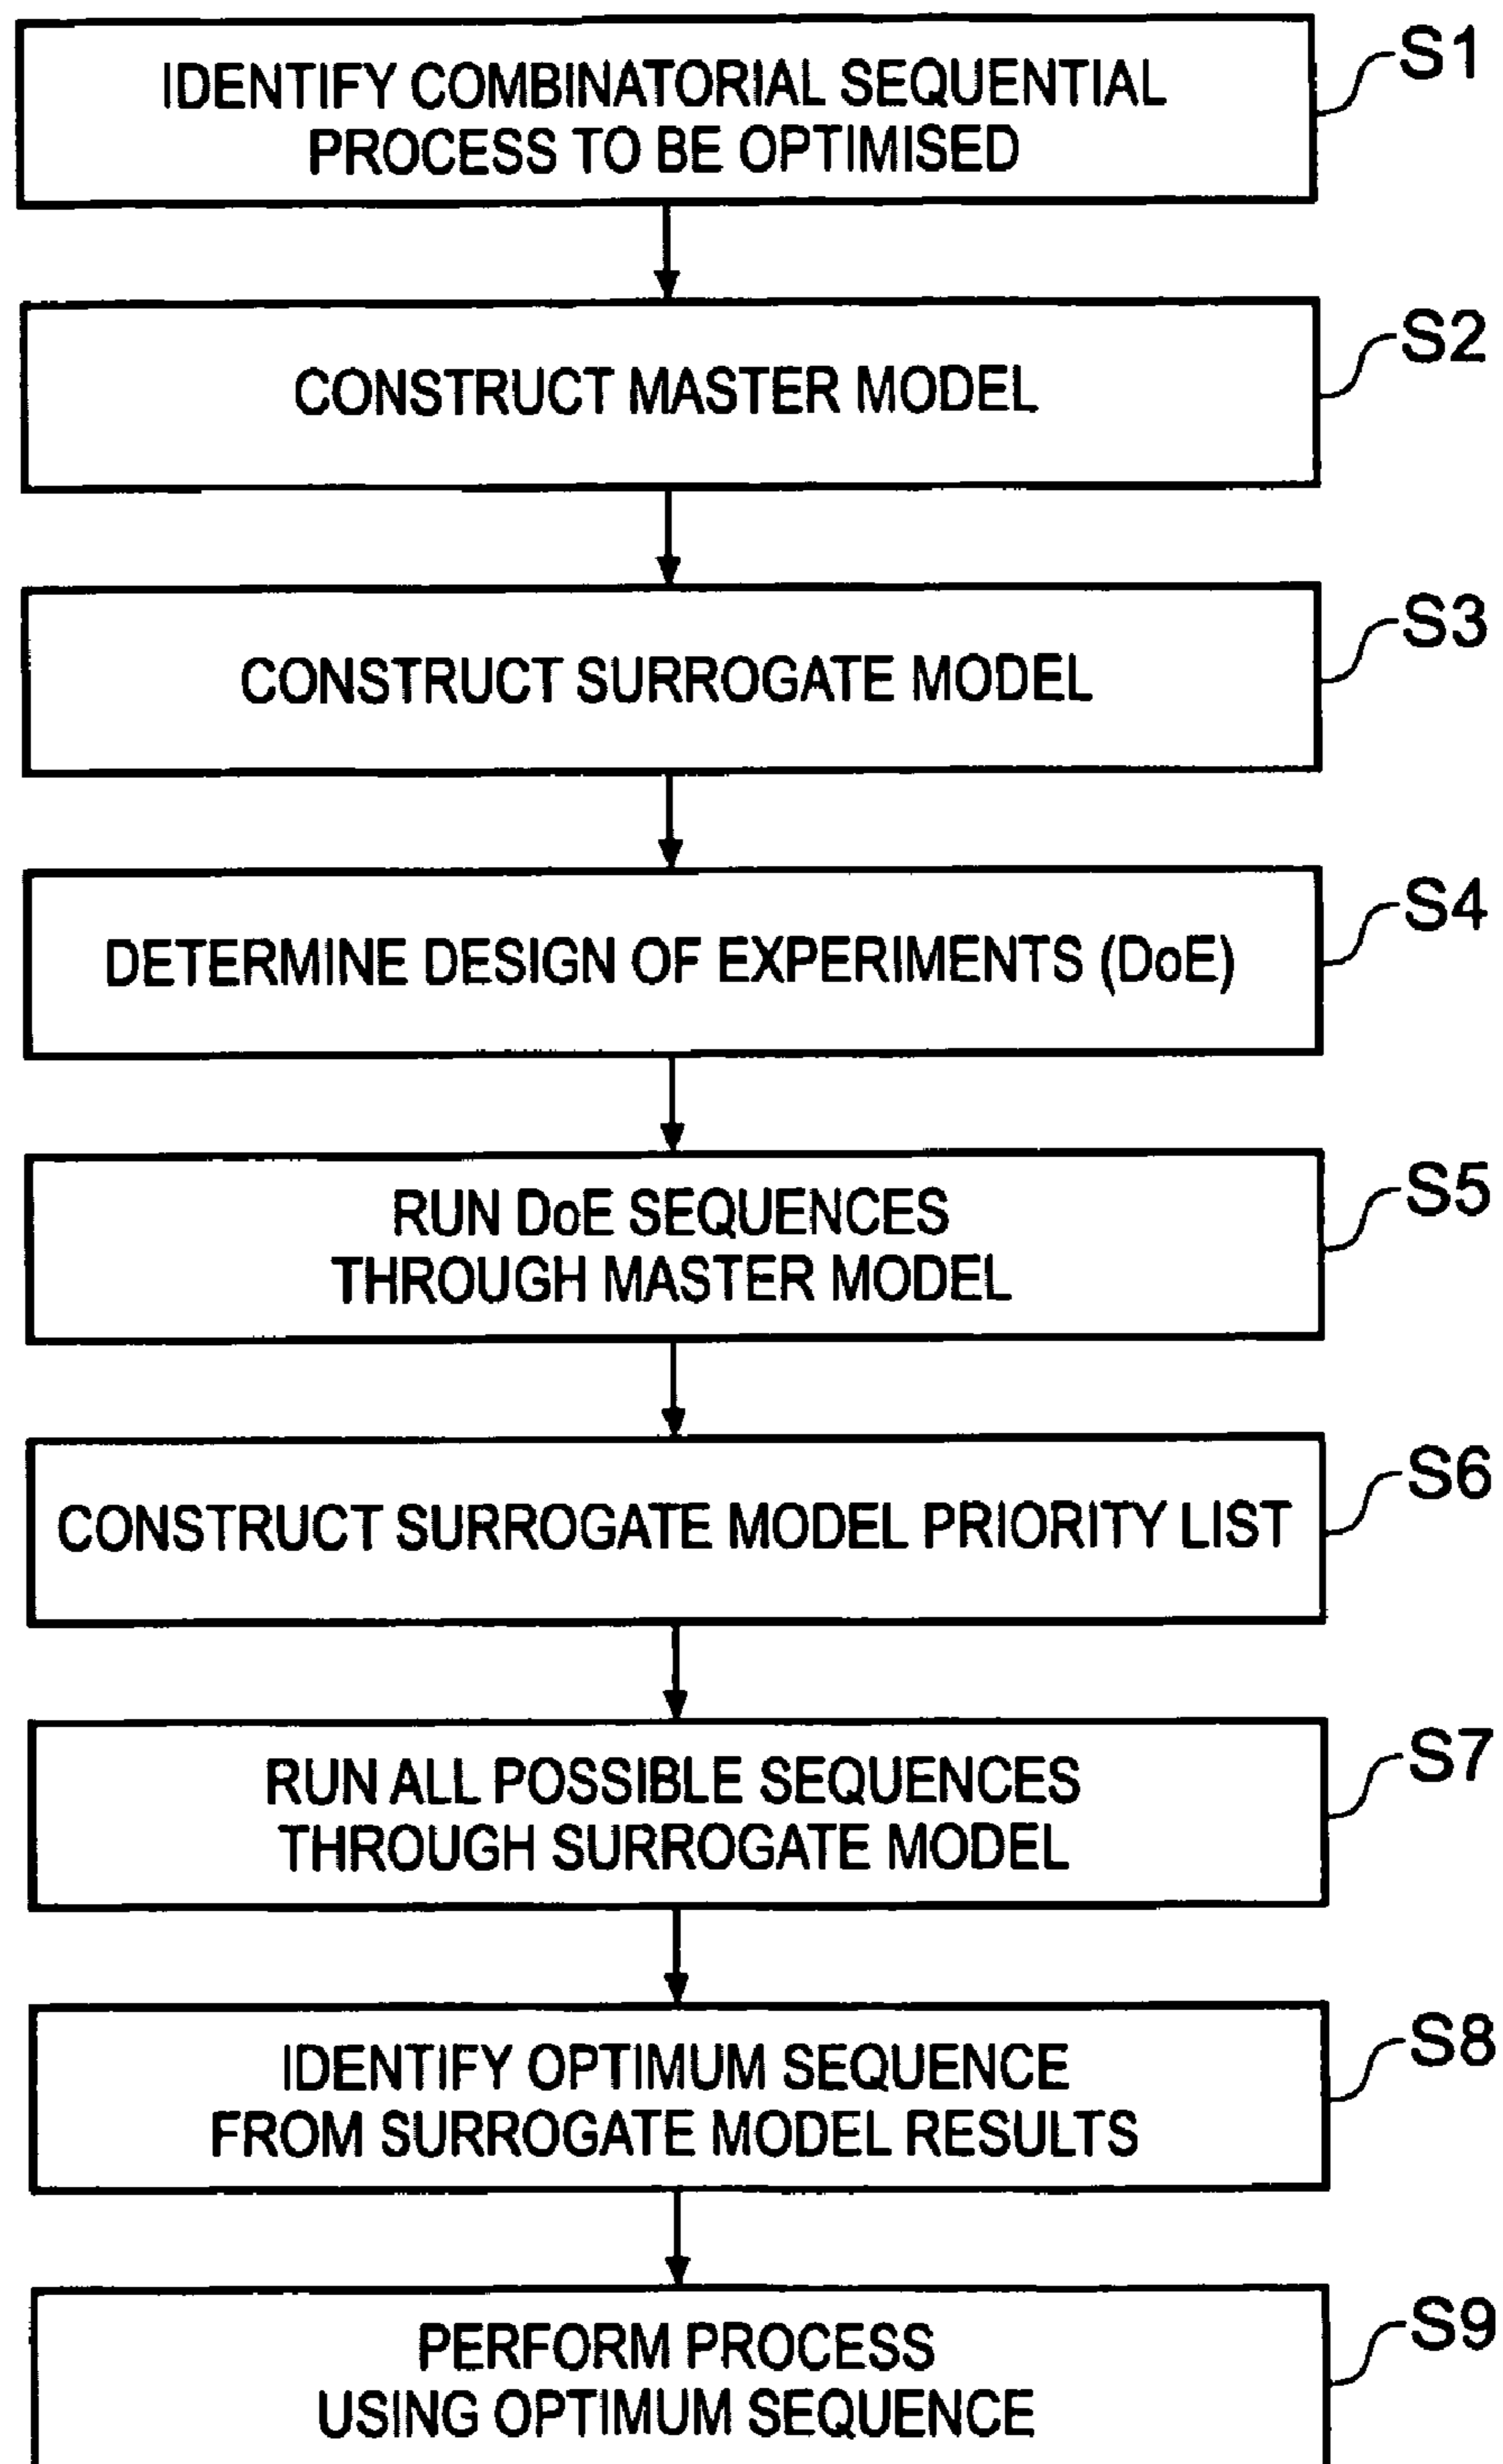 IDENTIFY COMBINATORIAL SEQUENTIAL
PROCESS TO BE OPTIMISED
S1
CONSTRUCT MASTER MODEL
S2
CONSTRUCT SURROGATE MODEL
S3
DETERMINE DESIGN OF EXPERIMENTS (DoE)
S4
RUN DoE SEQUENCES
THROUGH MASTER MODEL
S5
CONSTRUCT SURROGATE MODEL PRIORITY LIST
S6
RUN ALL POSSIBLE SEQUENCES
THROUGH SURROGATE MODEL
S7
IDENTIFY OPTIMUM SEQUENCE
FROM SURROGATE MODEL RESULTS
S8
PERFORM PROCESS
USING OPTIMUM SEQUENCE
S9